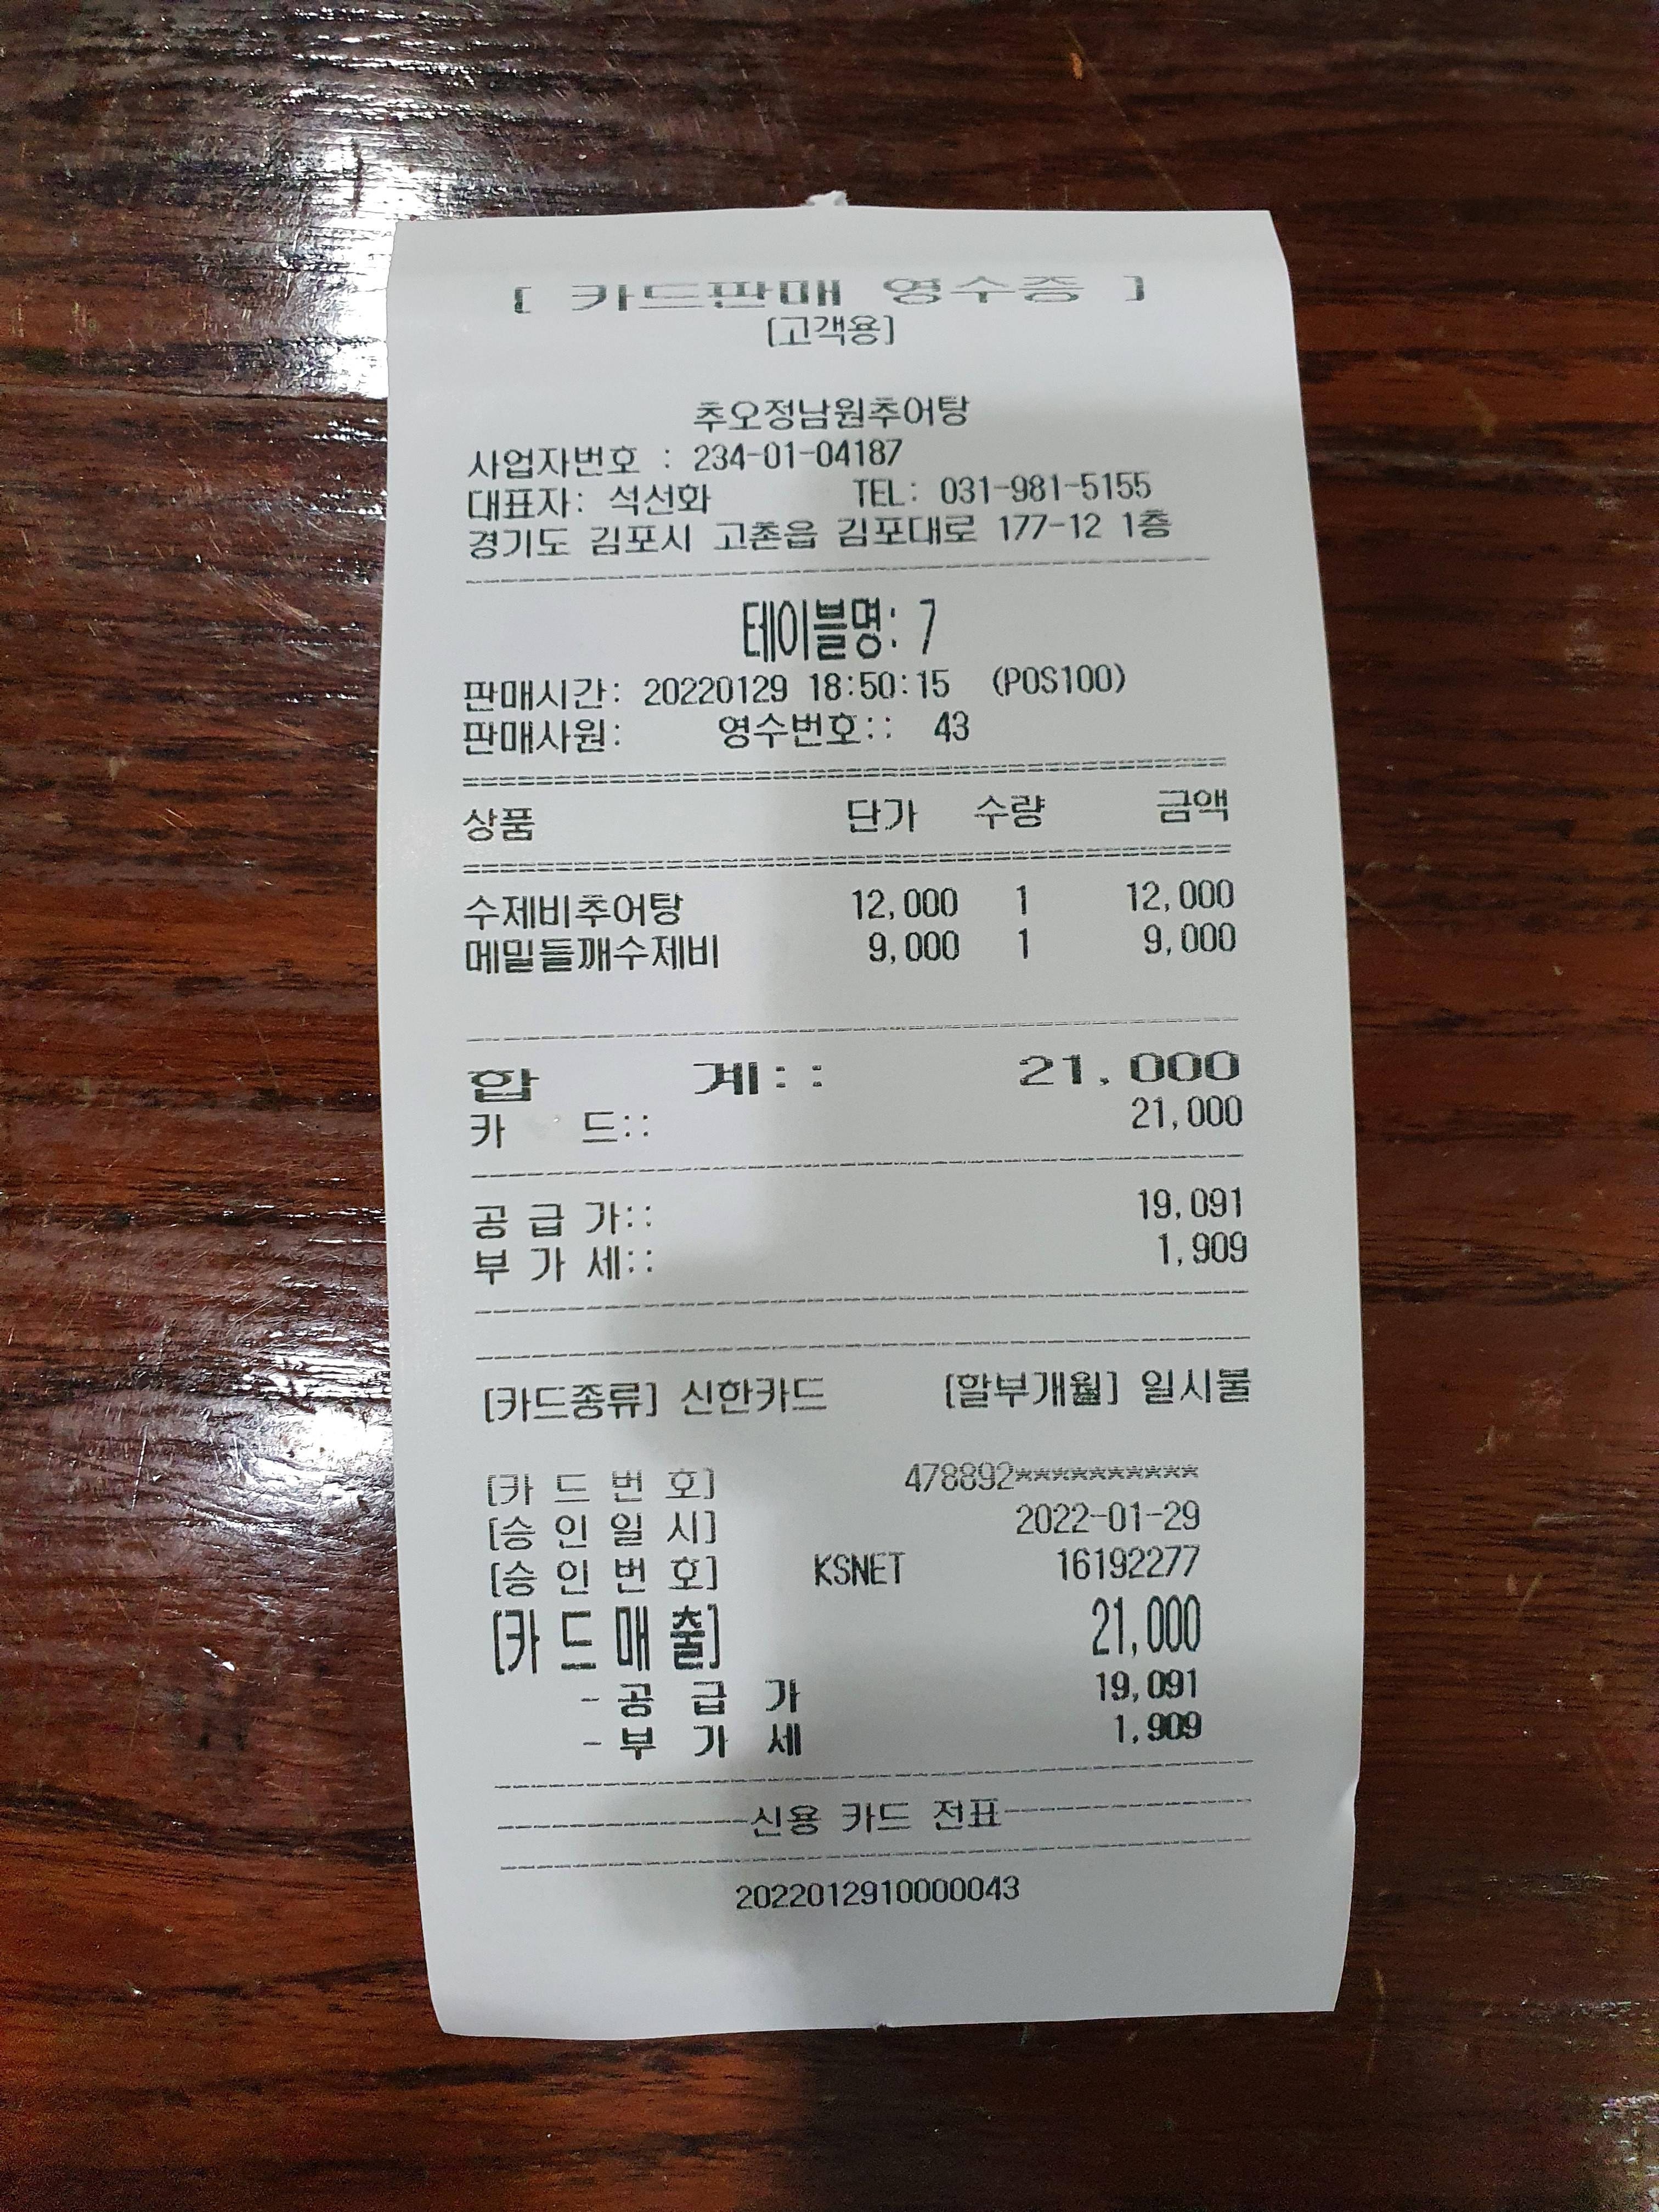 [ 카드판매 영수증 ]
[고객용]
추오정남원추어탕
사업자번호 : 234-01-04187
대표자: 석선화 TEL: 031-981-5155
경기도 김포시 고촌읍 김포대로 177-12 1층
테이블명: 7
판매시간: 20220129 18:50:15 (POS100)
판매사원: 영수번호:: 43
상품 단가 수량 금액
수제비추어탕 12,000 1 12,000
메밀들깨수제비 9,000 1 9,000
합 계:: 21,000
카 드:: 21,000
공 급 가:: 19,091
부 가 세:: 1,909
[카드종류] 신한카드 [할부개월] 일시불
[카 드 번 호] 478892**********
[승 인 일 시] 2022-01-29
[승 인 번 호] KSNET 16192277
[카 드 매 출] 21,000
- 공 급 가 19,091
- 부 가 세 1,909
신용 카드 전표
2022012910000043